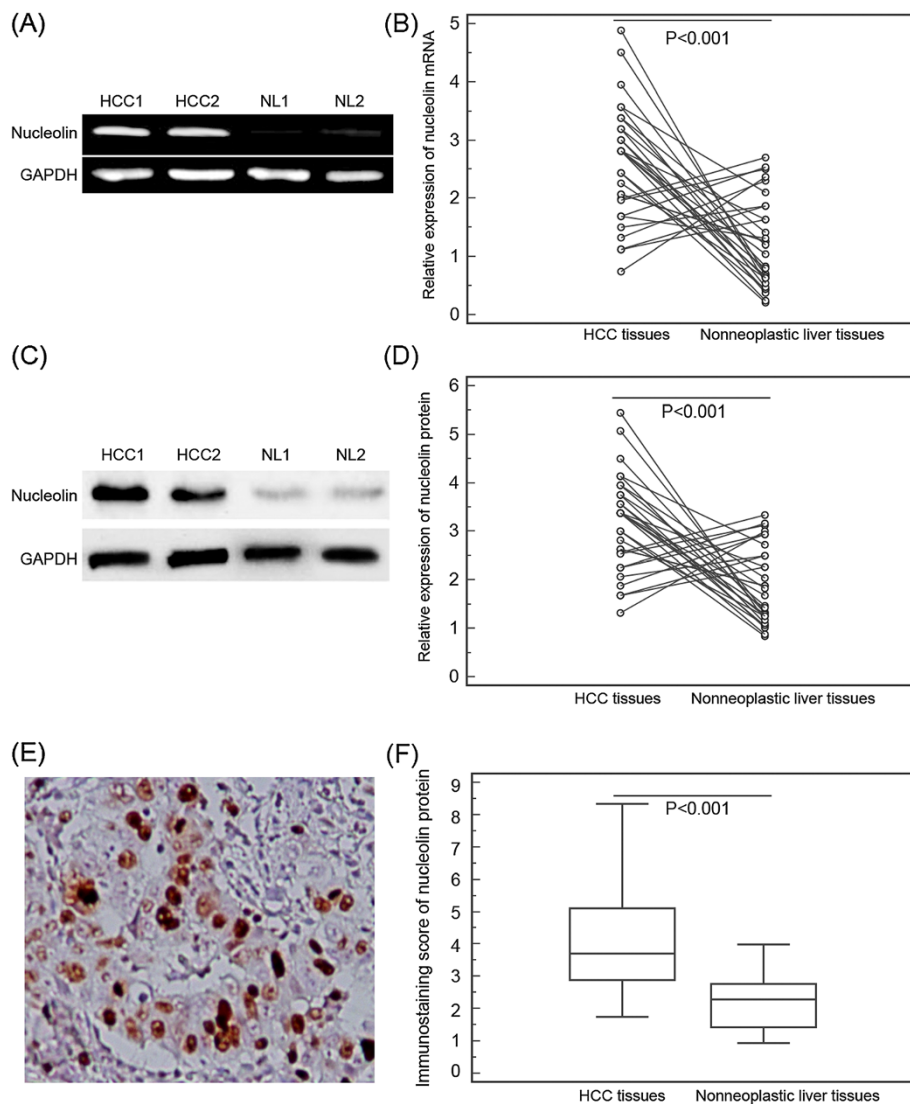 (A)
HCC1 HCC2 NL1 NL2
Nucleolin
GAPDH
(B)
Relative expression of nucleolin mRNA
5
4
3
2
1
0
P<0.001
HCC tissues Nonneoplastic liver tissues
(C)
HCC1 HCC2 NL1 NL2
Nucleolin
GAPDH
(D)
Relative expression of nucleolin protein
6
5
4
3
2
1
0
P<0.001
HCC tissues Nonneoplastic liver tissues
(E)
(F)
Immunostaining score of nucleolin protein
9
8
7
6
5
4
3
2
1
0
P<0.001
HCC tissues Nonneoplastic liver tissues